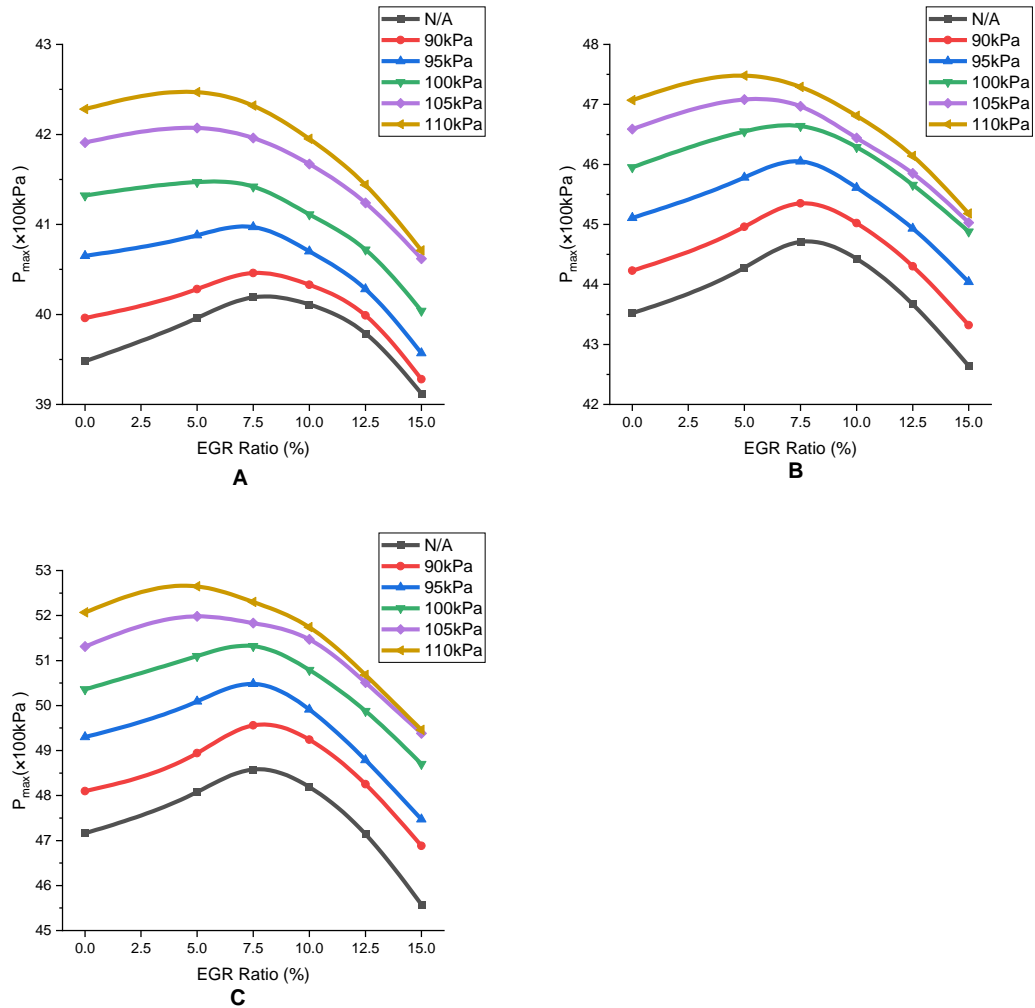 N/A
90kPa
95kPa
100kPa
105kPa
110kPa
43
42
41
40
39
Pmax(×100kPa)
0.0 2.5 5.0 7.5 10.0 12.5 15.0
EGR Ratio (%)
A
N/A
90kPa
95kPa
100kPa
105kPa
110kPa
48
47
46
45
44
43
42
Pmax(×100kPa)
0.0 2.5 5.0 7.5 10.0 12.5 15.0
EGR Ratio (%)
B
N/A
90kPa
95kPa
100kPa
105kPa
110kPa
53
52
51
50
49
48
47
46
45
Pmax(×100kPa)
0.0 2.5 5.0 7.5 10.0 12.5 15.0
EGR Ratio (%)
C